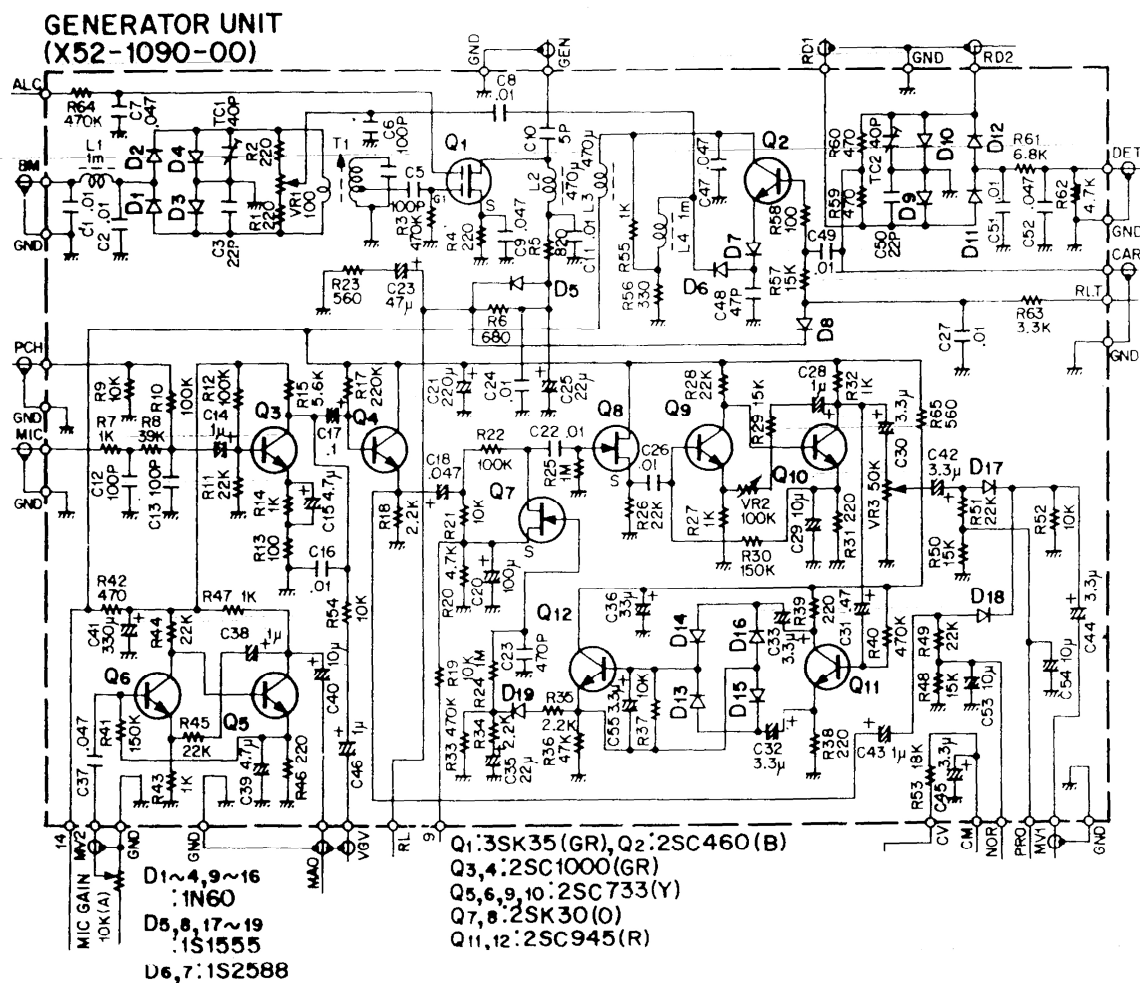 GENERATOR UNIT
(X52-1090-00)
GND
GEN
RD1
GND
RD2
ALC
R64
470K
C7
.047
L1
1m
BM
GND
C1 .01
C2 .01
D2
D4
TC1
40P
R2
220
D1
D3
C3
22P
R1
220
VR1
100
T1
C6
100P
C5
100P
R3
470K
Q1
G1
S
R4
220
C9 .047
C8
.01
C10
5P
L2
470μ
R5
820
C11 .01
L3
470μ
R55
1K
R56
330
L4 1m
C47 .047
Q2
D7
D6
C48
47P
R58
100
R57
15K
C49
.01
D8
R60
470
R59
470
TC2 40P
C50
22P
D10
D12
D9
D11
R61
6.8K
C51 .01
C52 .047
R62
4.7K
DET
GND
CAR
RLT
GND
R63
3.3K
C27
.01
R23
560
C23
47μ
D5
R6
680
PCH
GND
MIC
GND
R9
10K
R10
100K
R7
1K
R8
39K
C12
100P
C13 100P
C14
1μ
R12
100K
R11
22K
Q3
R15
5.6K
R17
220K
C17
.1
Q4
R14
1K
C15 4.7μ
R13
100
C16
.01
R18
2.2K
C21
220μ
C24
.01
C25
22μ
C18
.047
R22
100K
Q7
S
R21
10K
C22 .01
R25
1M
Q8
S
R26
22K
C26
.01
Q9
R28
22K
R29 15K
R27
1K
VR2
100K
R30
150K
Q10
C28
1μ
R32
1K
C29 10μ
R31 220
VR3 50K
C30
3.3μ
R65
560
C42
3.3μ
D17
R51
22K
R50
15K
R52
10K
D18
C44
3.3μ
C54 10μ
R42
470
C41
330μ
R44
22K
R47 1K
C38
1μ
Q6
Q5
R45
22K
C37
.047
R41
150K
R43
1K
C39 4.7μ
R46 220
C40
10μ
R54
10K
C46
1μ
R20 4.7K
C20
100μ
R19
10K
R33 470K
R24
1M
C23
470P
D19
R34
2.2K
C35
22μ
R35
2.2K
R36
47K
Q12
C36
33μ
C55 3.3μ
R37
10K
D14
D16
D13
D15
C33
3.3μ
C32
3.3μ
R39
220
C31 .47
R40
470K
Q11
R38
220
C43 1μ
R49
22K
R48
15K
C53 10μ
R53 18K
C45
3.3μ
14
MV2
GND
GND
MAO
VGV
RL
9
CV
CM
NOR
PRO
MV1
GND
MIC GAIN
10K(A)
D1~4,9~16
:1N60
D5,8,17~19
:1S1555
D6,7:1S2588
Q1:3SK35(GR), Q2:2SC460(B)
Q3,4:2SC1000(GR)
Q5,6,9,10:2SC733(Y)
Q7,8:2SK30(O)
Q11,12:2SC945(R)